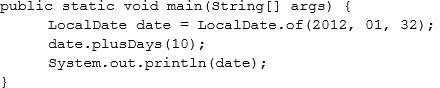 public static void main(String[] args) {
LocalDate date = LocalDate.of(2012, 01, 32);
date.plusDays(10);
System.out.println(date);
}